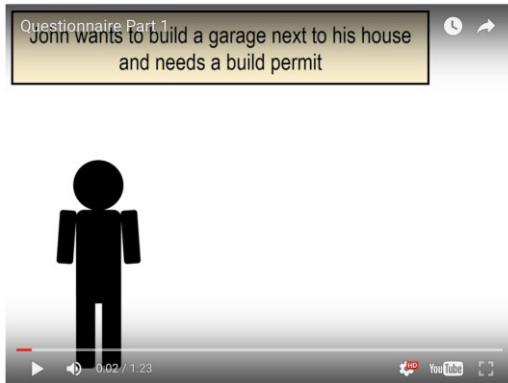 Questionnaire Part 1
John wants to build a garage next to his house
and needs a build permit
0:02 / 1:23
HD
YouTube